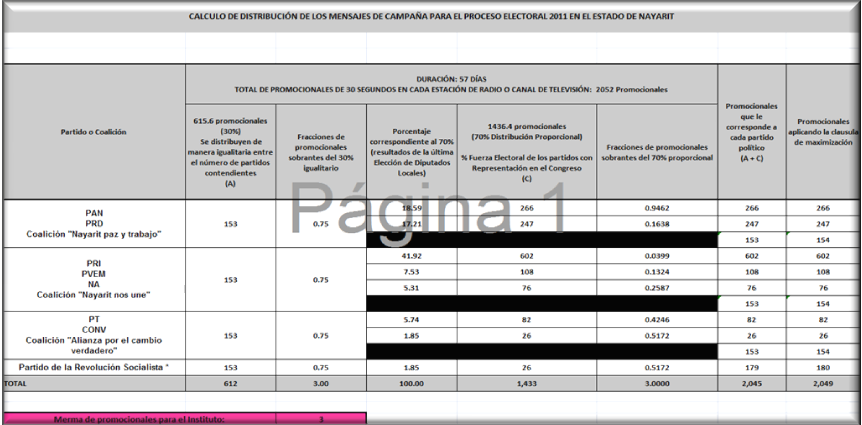 CALCULO DE DISTRIBUCIÓN DE LOS MENSAJES DE CAMPAÑA PARA EL PROCESO ELECTORAL 2011 EN EL ESTADO DE NAYARIT
Partido o Coalición
DURACIÓN: 57 DÍAS
TOTAL DE PROMOCIONALES DE 30 SEGUNDOS EN CADA ESTACIÓN DE RADIO O CANAL DE TELEVISIÓN: 2052 Promocionales
615.6 promocionales
(30%)
Se distribuyen de
manera igualitaria entre
el número de partidos
contendientes
(A)
Fracciones de
promocionales
sobrantes del 30%
igualitario
Porcentaje
correspondiente al 70%
(resultados de la última
Elección de Diputados
Locales)
1436.4 promocionales
(70% Distribución Proporcional)
% Fuerza Electoral de los partidos con
Representación en el Congreso
(C)
Fracciones de promocionales
sobrantes del 70% proporcional
Promocionales
que le
corresponde a
cada partido
político
(A + C)
Promocionales
aplicando la clausula
de maximización
PAN
PRD
Coalición "Nayarit paz y trabajo"
153 0.75
18.59 266 0.9462 266 266
17.21 247 0.1638 247 247
153 154
PRI
PVEM
NA
Coalición "Nayarit nos une"
153 0.75
41.92 602 0.0399 602 602
7.53 108 0.1324 108 108
5.31 76 0.2587 76 76
153 154
PT
CONV
Coalición "Alianza por el cambio
verdadero"
153 0.75
5.74 82 0.4246 82 82
1.85 26 0.5172 26 26
153 154
Partido de la Revolución Socialista * 153 0.75 1.85 26 0.5172 179 180
TOTAL 612 3.00 100.00 1,433 3.0000 2,045 2,049
Merma de promocionales para el Instituto: 3
Página 1